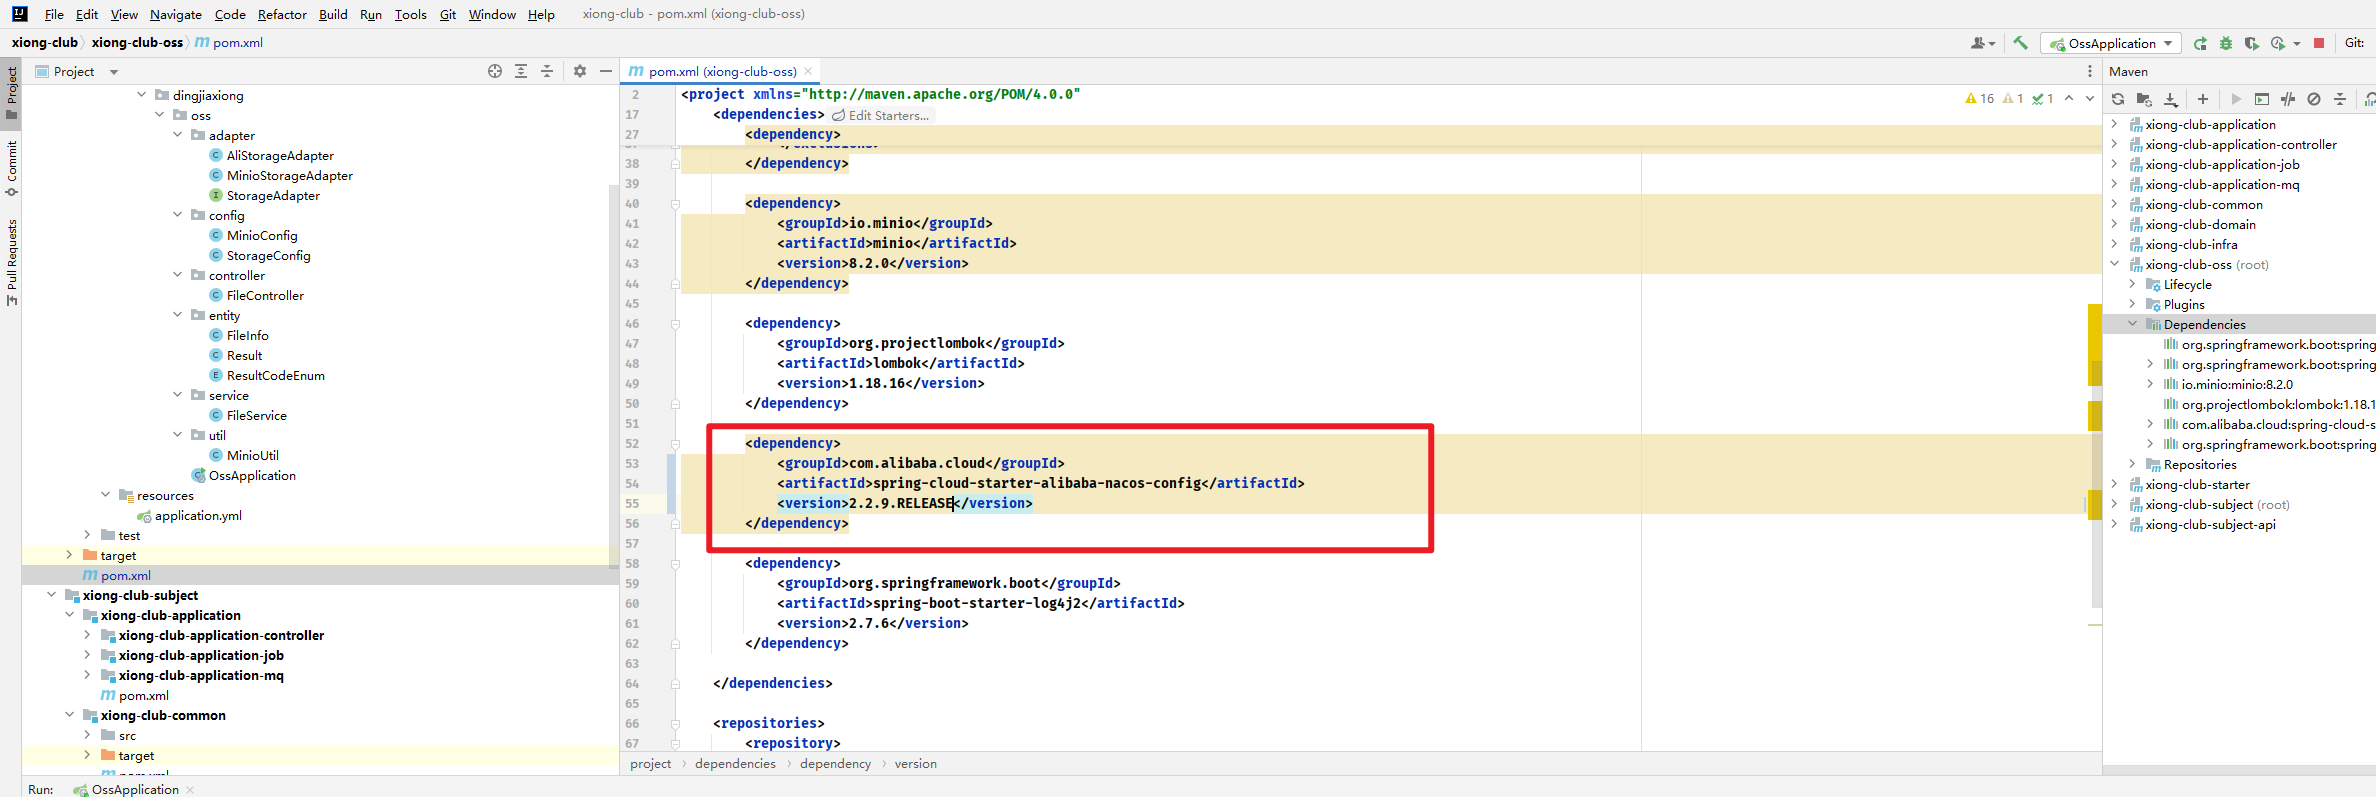 File Edit View Navigate Code Refactor Build Run Tools Git Window Help xiong-club - pom.xml (xiong-club-oss)
xiong-club xiong-club-oss m pom.xml
OssApplication Git:
Project
Commit
Pull Requests
Project
dingjiaxiong
oss
adapter
AliStorageAdapter
MinioStorageAdapter
StorageAdapter
config
MinioConfig
StorageConfig
controller
FileController
entity
FileInfo
Result
ResultCodeEnum
service
FileService
util
MinioUtil
OssApplication
resources
application.yml
test
target
pom.xml
xiong-club-subject
xiong-club-application
xiong-club-application-controller
xiong-club-application-job
xiong-club-application-mq
pom.xml
xiong-club-common
src
target
pom.xml (xiong-club-oss)
16 1 1
2 <project xmlns="http://maven.apache.org/POM/4.0.0"
17 <dependencies> Edit Starters...
27 <dependency>
37 </exclusions>
38 </dependency>
39
40 <dependency>
41 <groupId>io.minio</groupId>
42 <artifactId>minio</artifactId>
43 <version>8.2.0</version>
44 </dependency>
45
46 <dependency>
47 <groupId>org.projectlombok</groupId>
48 <artifactId>lombok</artifactId>
49 <version>1.18.16</version>
50 </dependency>
51
52 <dependency>
53 <groupId>com.alibaba.cloud</groupId>
54 <artifactId>spring-cloud-starter-alibaba-nacos-config</artifactId>
55 <version>2.2.9.RELEASE</version>
56 </dependency>
57
58 <dependency>
59 <groupId>org.springframework.boot</groupId>
60 <artifactId>spring-boot-starter-log4j2</artifactId>
61 <version>2.7.6</version>
62 </dependency>
63
64 </dependencies>
65
66 <repositories>
67 <repository>
project dependencies dependency version
Maven
xiong-club-application
xiong-club-application-controller
xiong-club-application-job
xiong-club-application-mq
xiong-club-common
xiong-club-domain
xiong-club-infra
xiong-club-oss (root)
Lifecycle
Plugins
Dependencies
org.springframework.boot:spring
org.springframework.boot:spring
io.minio:minio:8.2.0
org.projectlombok:lombok:1.18.1
com.alibaba.cloud:spring-cloud-s
org.springframework.boot:spring
Repositories
xiong-club-starter
xiong-club-subject (root)
xiong-club-subject-api
Run: OssApplication